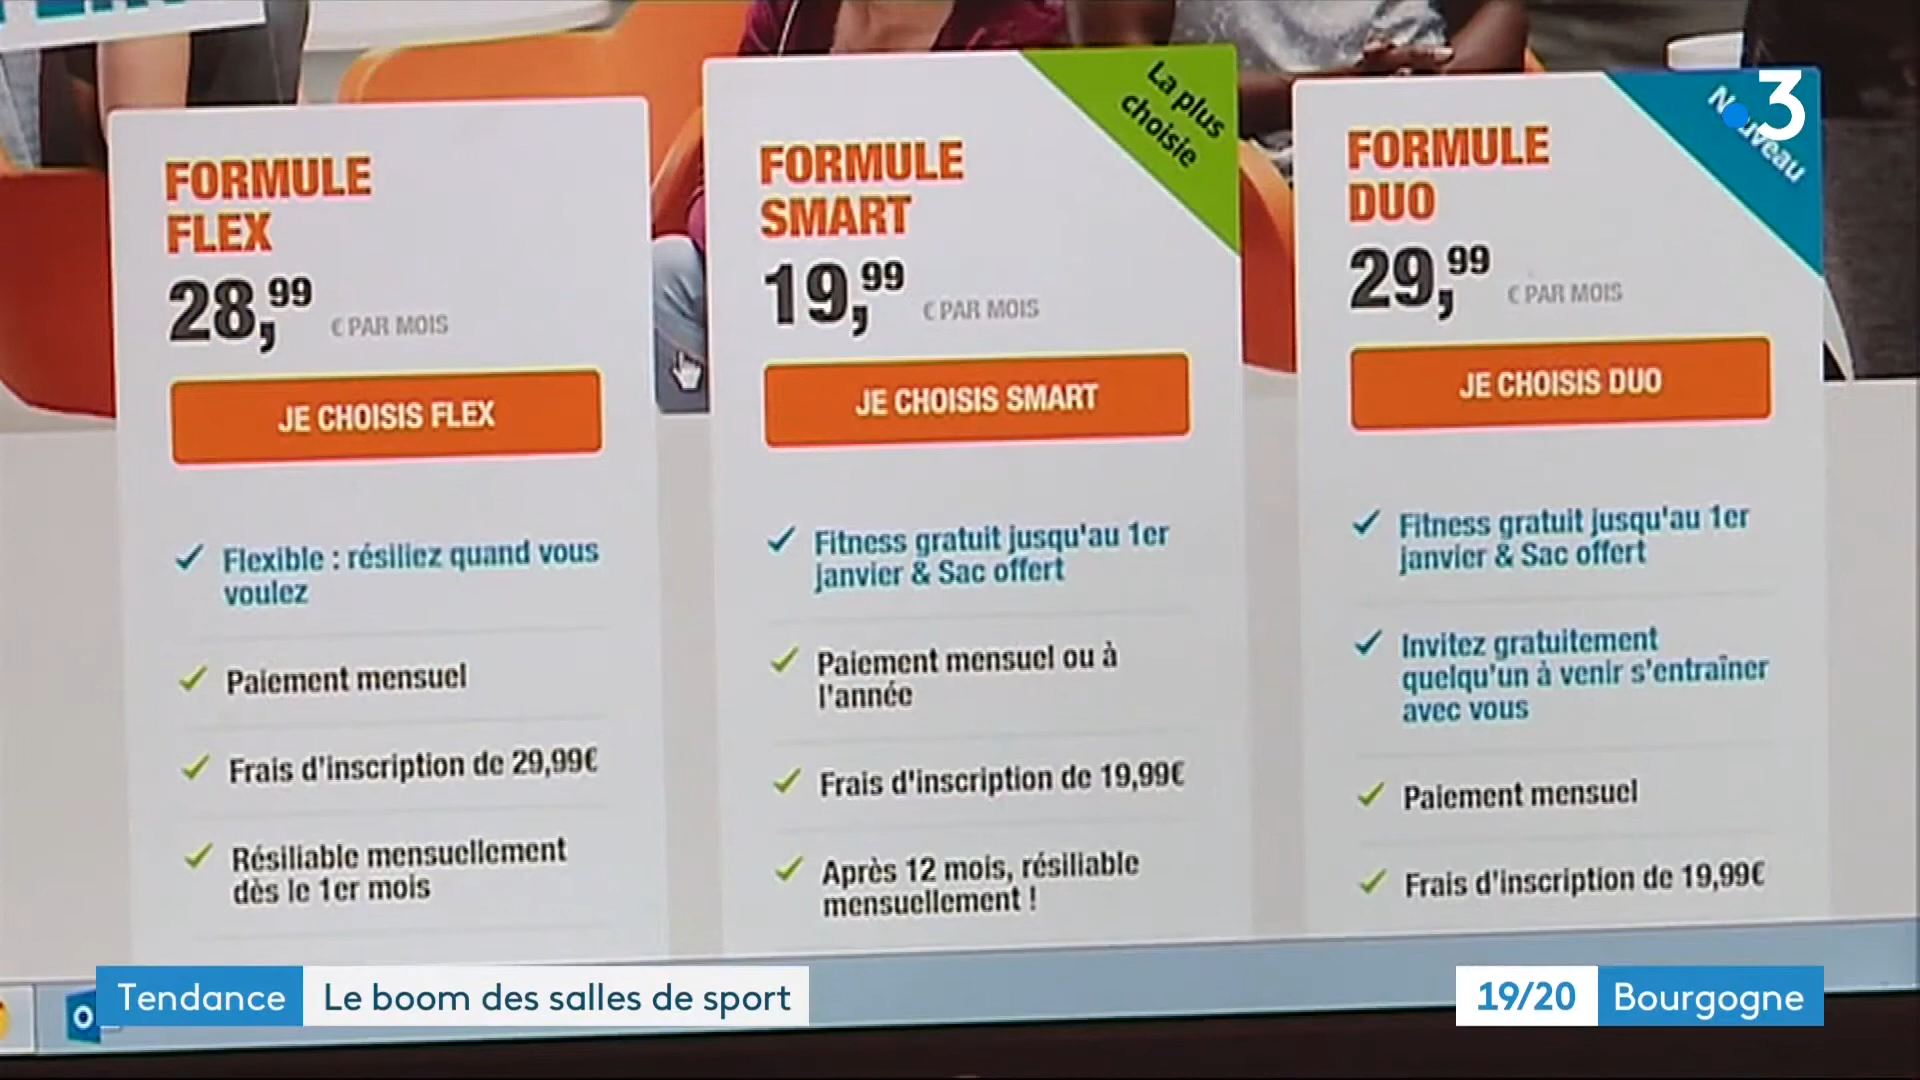 FORMULE
FLEX
28,99 € PAR MOIS
JE CHOISIS FLEX
Flexible : résiliez quand vous
voulez
Paiement mensuel
Frais d'inscription de 29,99€
Résiliable mensuellement
dès le 1er mois
La plus
choisie
FORMULE
SMART
19,99 € PAR MOIS
JE CHOISIS SMART
Fitness gratuit jusqu'au 1er
janvier & Sac offert
Paiement mensuel ou à
l'année
Frais d'inscription de 19,99€
Après 12 mois, résiliable
mensuellement !
Nouveau
3
FORMULE
DUO
29,99 € PAR MOIS
JE CHOISIS DUO
Fitness gratuit jusqu'au 1er
janvier & Sac offert
Invitez gratuitement
quelqu'un à venir s'entraîner
avec vous
Paiement mensuel
Frais d'inscription de 19,99€
Tendance Le boom des salles de sport
19/20 Bourgogne